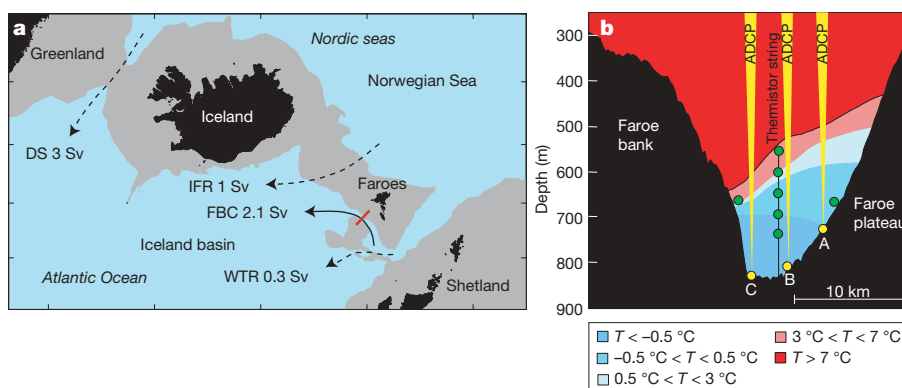 a
Greenland
Nordic seas
Norwegian Sea
Iceland
DS 3 Sv
IFR 1 Sv
Faroes
FBC 2.1 Sv
Iceland basin
WTR 0.3 Sv
Atlantic Ocean
Shetland
b
300
400
500
600
700
800
900
Depth (m)
ADCP
ADCP
ADCP
Thermistor string
Faroe
bank
Faroe
plateau
A
B
C
10 km
T < –0.5 °C
–0.5 °C < T < 0.5 °C
0.5 °C < T < 3 °C
3 °C < T < 7 °C
T > 7 °C